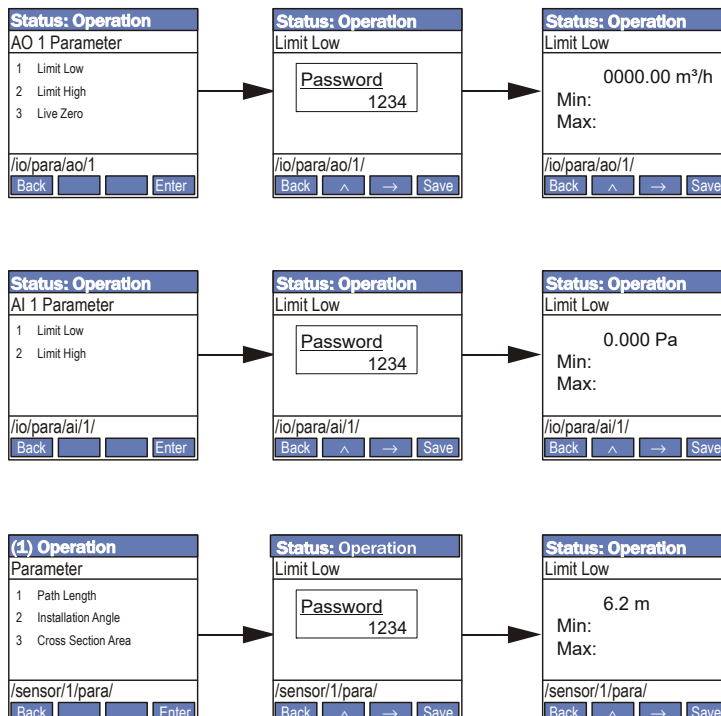 Status: Operation
AO 1 Parameter
1 Limit Low
2 Limit High
3 Live Zero
/io/para/ao/1
Back Enter
Status: Operation
Limit Low
Password
1234
/io/para/ao/1/
Back ^ → Save
Status: Operation
Limit Low
0000.00 m³/h
Min:
Max:
/io/para/ao/1/
Back ^ → Save
Status: Operation
AI 1 Parameter
1 Limit Low
2 Limit High
/io/para/ai/1/
Back Enter
Status: Operation
Limit Low
Password
1234
/io/para/ai/1/
Back ^ → Save
Status: Operation
Limit Low
0.000 Pa
Min:
Max:
/io/para/ai/1/
Back ^ → Save
(1) Operation
Parameter
1 Path Length
2 Installation Angle
3 Cross Section Area
/sensor/1/para/
Back Enter
Status: Operation
Limit Low
Password
1234
/sensor/1/para/
Back ^ → Save
Status: Operation
Limit Low
6.2 m
Min:
Max:
/sensor/1/para/
Back ^ → Save